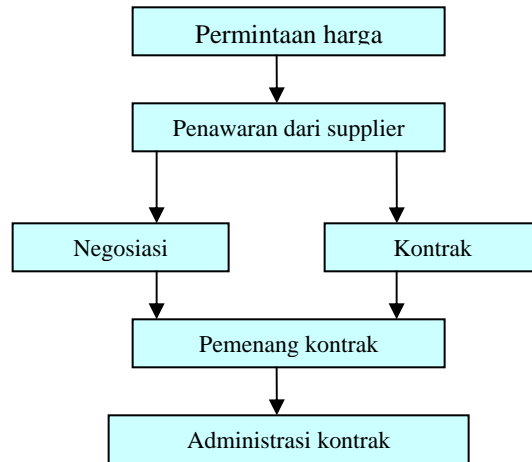 Permintaan harga
Penawaran dari supplier
Negosiasi
Kontrak
Pemenang kontrak
Administrasi kontrak